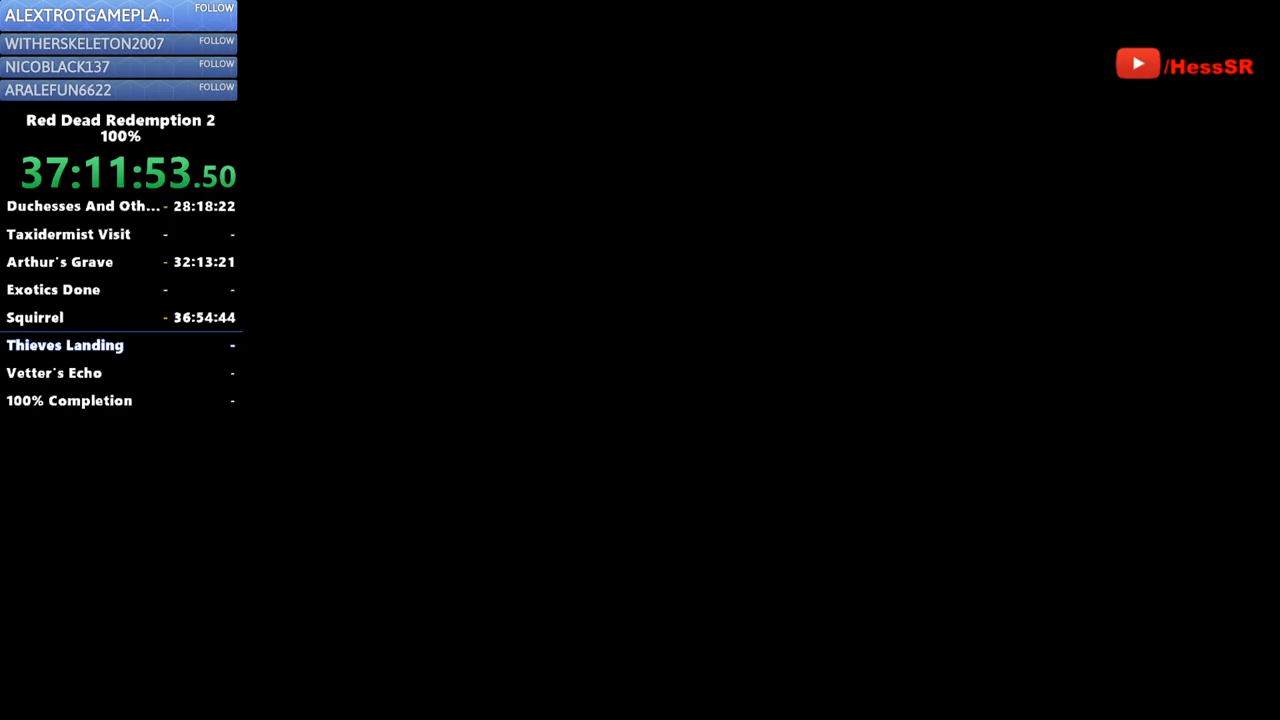 ALEXTROTGAMEPLA... FOLLOW
WITHERSKELETON2007 FOLLOW
NICOBLACK137 FOLLOW
ARALEFUN6622 FOLLOW
/HessSR
Red Dead Redemption 2
100%
37:11:53.50
Duchesses And Oth... - 28:18:22
Taxidermist Visit - -
Arthur's Grave - 32:13:21
Exotics Done - -
Squirrel - 36:54:44
Thieves Landing -
Vetter's Echo -
100% Completion -